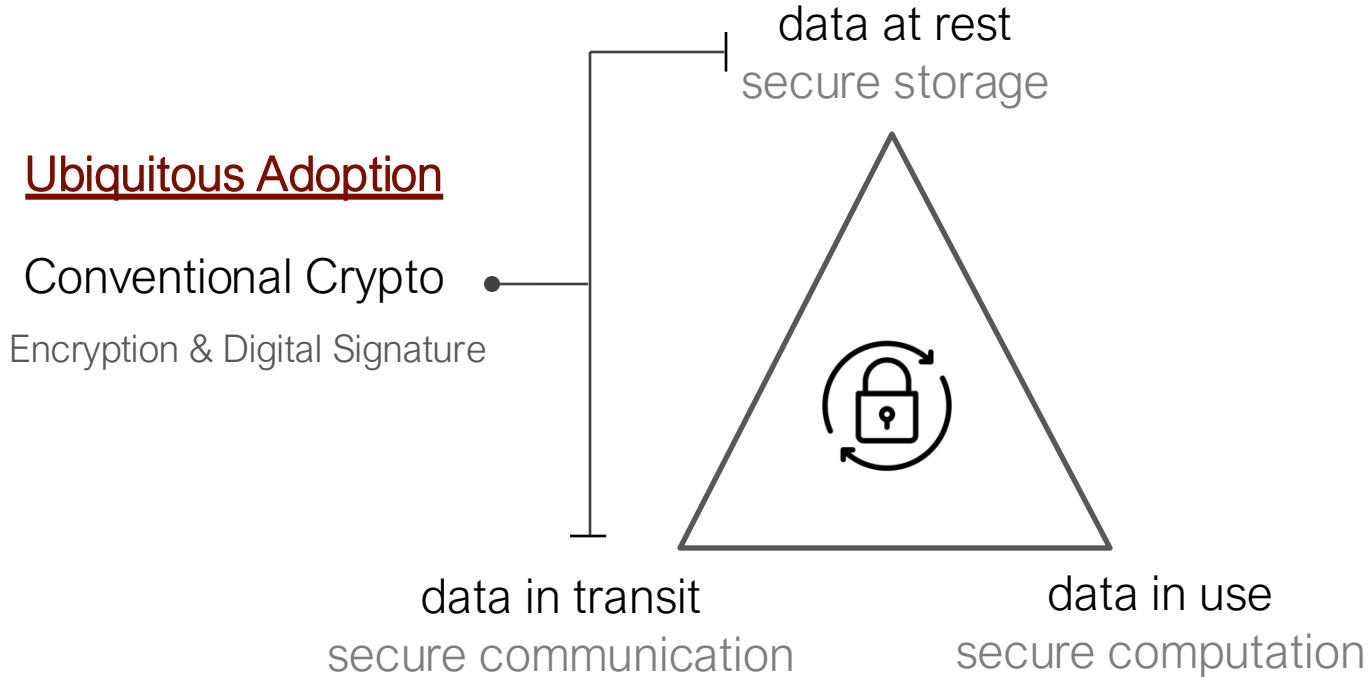 data at rest
secure storage
Ubiquitous Adoption
Conventional Crypto
Encryption & Digital Signature
data in transit
secure communication
data in use
secure computation